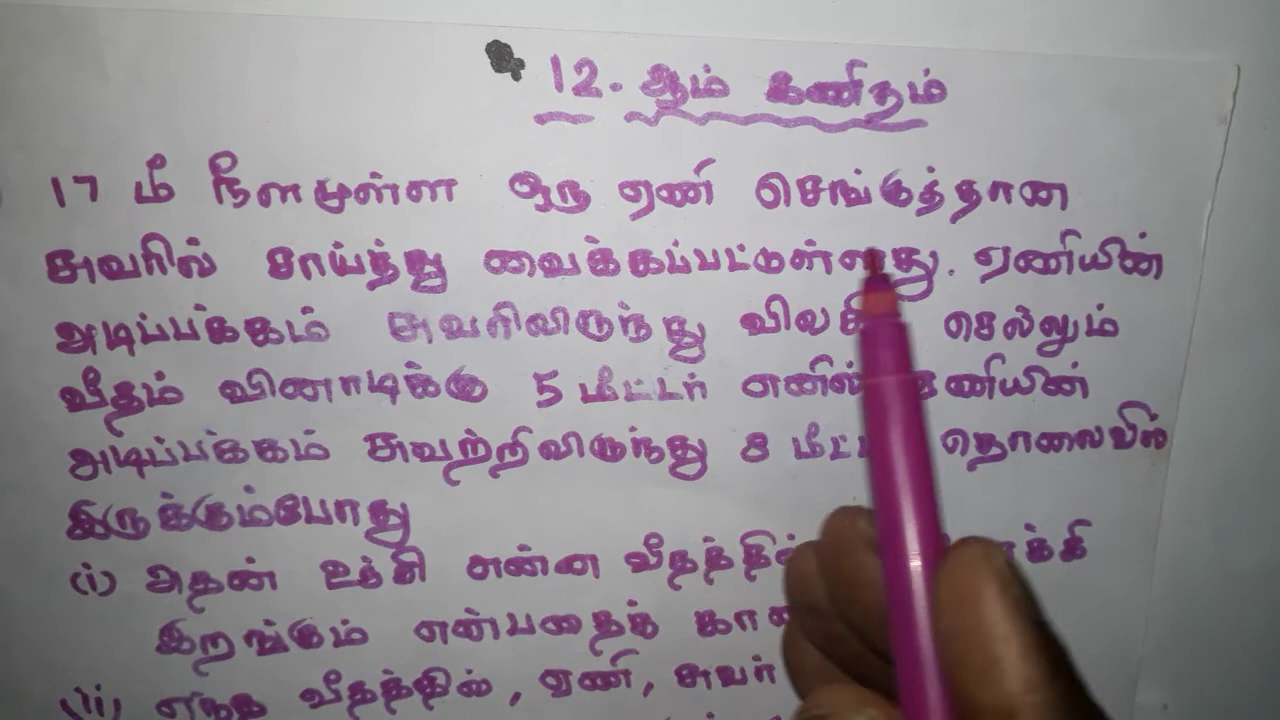 12. ஆம் கணிதம்
17 மீ நீளமுள்ள ஒரு ஏணி செங்குத்தான
சுவரில் சாய்த்து வைக்கப்பட்டுள்ளது. ஏணியின்
அடிப்பக்கம் சுவரிலிருந்து விலகி செல்லும்
வீதம் வினாடிக்கு 5 மீட்டர் எனில் ஏணியின்
அடிப்பக்கம் சுவற்றிலிருந்து 8 தொலைவில்
இருக்கும்போது
(i) அதன் உச்சி என்ன
இறங்கும் என்பதைக்
(ii) எந்த வீதத்தில், ஏணி, சுவர்